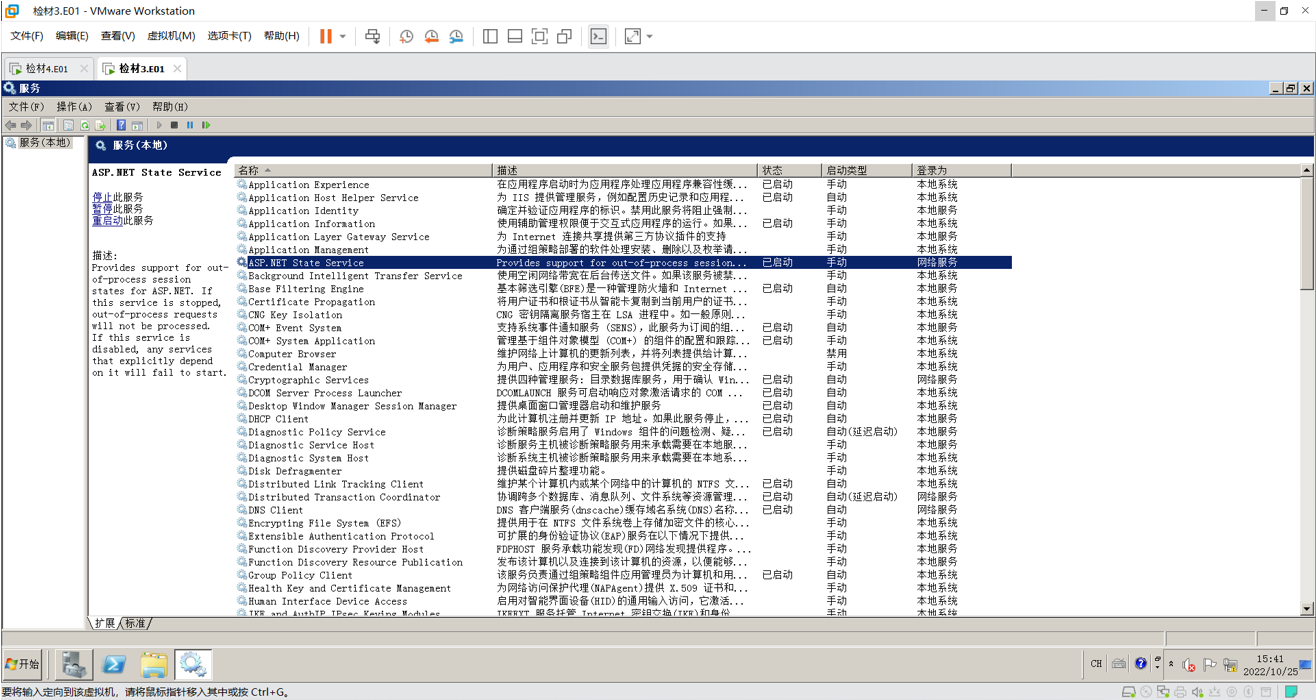 检材3.E01 - VMware Workstation
文件(F) 编辑(E) 查看(V) 虚拟机(M) 选项卡(T) 帮助(H)
检材4.E01 检材3.E01
服务
文件(F) 操作(A) 查看(V) 帮助(H)
服务(本地) 服务(本地)
ASP.NET State Service
停止此服务
暂停此服务
重启动此服务
描述:
Provides support for out-
of-process session
states for ASP.NET. If
this service is stopped,
out-of-process requests
will not be processed.
If this service is
disabled, any services
that explicitly depend
on it will fail to start.
名称 描述 状态 启动类型 登录为
Application Experience 在应用程序启动时为应用程序处理应用程序兼容性缓... 已启动 手动 本地系统
Application Host Helper Service 为 IIS 提供管理服务，例如配置历史记录和应用程... 已启动 自动 本地系统
Application Identity 确定并验证应用程序的标识。禁用此服务将阻止强制... 手动 本地服务
Application Information 使用辅助管理权限便于交互式应用程序的运行。如果... 已启动 手动 本地系统
Application Layer Gateway Service 为 Internet 连接共享提供第三方协议插件的支持 手动 本地服务
Application Management 为通过组策略部署的软件处理安装、删除以及枚举请... 手动 本地系统
ASP.NET State Service Provides support for out-of-process session... 已启动 手动 网络服务
Background Intelligent Transfer Service 使用空闲网络带宽在后台传送文件。如果该服务被禁... 手动 本地系统
Base Filtering Engine 基本筛选引擎(BFE)是一种管理防火墙和 Internet ... 已启动 自动 本地服务
Certificate Propagation 将用户证书和根证书从智能卡复制到当前用户的证书... 手动 本地系统
CNG Key Isolation CNG 密钥隔离服务宿主在 LSA 进程中。如一般原则... 手动 本地系统
COM+ Event System 支持系统事件通知服务 (SENS)，此服务为订阅的组... 已启动 自动 本地服务
COM+ System Application 管理基于组件对象模型 (COM+) 的组件的配置和跟踪... 已启动 手动 本地系统
Computer Browser 维护网络上计算机的更新列表，并将列表提供给计算... 禁用 本地系统
Credential Manager 为用户、应用程序和安全服务包提供凭据的安全存储... 手动 本地系统
Cryptographic Services 提供四种管理服务: 目录数据库服务，用于确认 Win... 已启动 自动 网络服务
DCOM Server Process Launcher DCOMLAUNCH 服务可启动响应对象激活请求的 COM ... 已启动 自动 本地系统
Desktop Window Manager Session Manager 提供桌面窗口管理器启动和维护服务 已启动 自动 本地系统
DHCP Client 为此计算机注册并更新 IP 地址。如果此服务停止，... 已启动 自动 本地服务
Diagnostic Policy Service 诊断策略服务启用了 Windows 组件的问题检测、疑... 已启动 自动(延迟启动) 本地服务
Diagnostic Service Host 诊断服务主机被诊断策略服务用来承载需要在本地服... 手动 本地服务
Diagnostic System Host 诊断系统主机被诊断策略服务用来承载需要在本地系... 手动 本地系统
Disk Defragmenter 提供磁盘碎片整理功能。 手动 本地系统
Distributed Link Tracking Client 维护某个计算机内或某个网络中的计算机的 NTFS 文... 已启动 自动 本地系统
Distributed Transaction Coordinator 协调跨多个数据库、消息队列、文件系统等资源管理... 已启动 自动(延迟启动) 网络服务
DNS Client DNS 客户端服务(dnscache)缓存域名系统(DNS)名称... 已启动 自动 网络服务
Encrypting File System (EFS) 提供用于在 NTFS 文件系统卷上存储加密文件的核心... 手动 本地系统
Extensible Authentication Protocol 可扩展的身份验证协议(EAP)服务在以下情况下提供... 手动 本地系统
Function Discovery Provider Host FDPHOST 服务承载功能发现(FD)网络发现提供程序。... 手动 本地服务
Function Discovery Resource Publication 发布该计算机以及连接到该计算机的资源，以便能够... 手动 本地服务
Group Policy Client 该服务负责通过组策略组件应用管理员为计算机和用... 已启动 自动 本地系统
Health Key and Certificate Management 为网络访问保护代理(NAPAgent)提供 X.509 证书和... 手动 本地系统
Human Interface Device Access 启用对智能界面设备(HID)的通用输入访问，它激活... 手动 本地系统
IKE and AuthIP IPsec Keying Modules IKEEXT 服务托管 Internet 密钥交换(IKE)和身份... 手动 本地系统
扩展 标准
开始 CH 15:41
2022/10/25
要将输入定向到该虚拟机，请将鼠标指针移入其中或按 Ctrl+G。